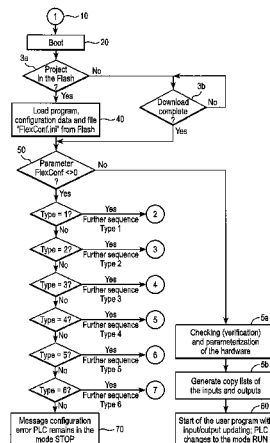 1
10
Boot
20
3a
Project
in the Flash
?
No
Yes
3b
Download
complete
?
No
Yes
Load program,
configuration data and file
"FlexConf.ini" from Flash
40
50
Parameter
FlexConf <>0
?
No
Yes
Type = 1?
Yes
Further sequence
Type 1
2
No
Type = 2?
Yes
Further sequence
Type 2
3
No
Type = 3?
Yes
Further sequence
Type 3
4
No
Type = 4?
Yes
Further sequence
Type 4
5
No
Type = 5?
Yes
Further sequence
Type 5
6
No
Type = 6?
Yes
Further sequence
Type 6
7
No
Message configuration
error PLC remains in the
mode STOP
70
5a
Checking (verification)
and parameterization
of the hardware
5b
Generate copy lists of
the inputs and outputs
60
Start of the user program with
input/output updating; PLC
changes to the mode RUN